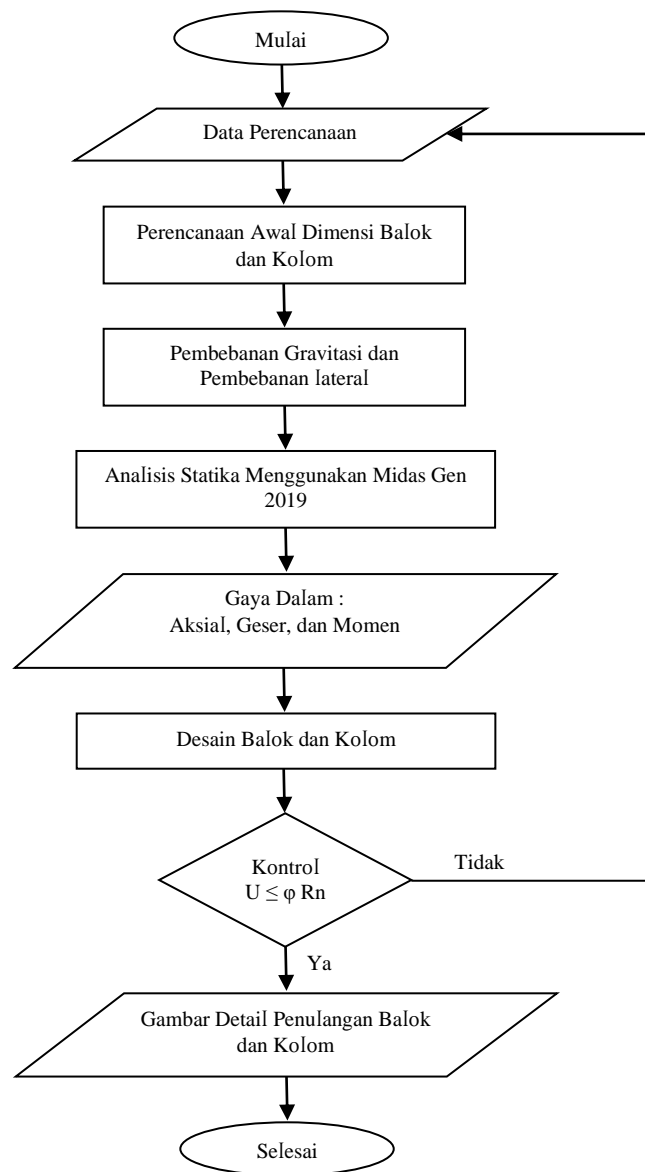 Mulai
Data Perencanaan
Perencanaan Awal Dimensi Balok
dan Kolom
Pembebanan Gravitasi dan
Pembebanan lateral
Analisis Statika Menggunakan Midas Gen
2019
Gaya Dalam :
Aksial, Geser, dan Momen
Desain Balok dan Kolom
Kontrol
U ≤ φ Rn
Tidak
Ya
Gambar Detail Penulangan Balok
dan Kolom
Selesai